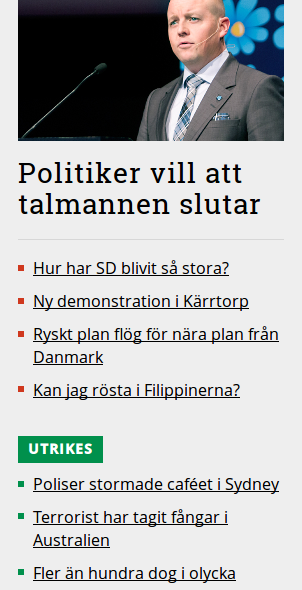 Politiker vill att
talmannen slutar
Hur har SD blivit så stora?
Ny demonstration i Kärrtorp
Ryskt plan flög för nära plan från
Danmark
Kan jag rösta i Filippinerna?
UTRIKES
Poliser stormade caféet i Sydney
Terrorist har tagit fångar i
Australien
Fler än hundra dog i olycka